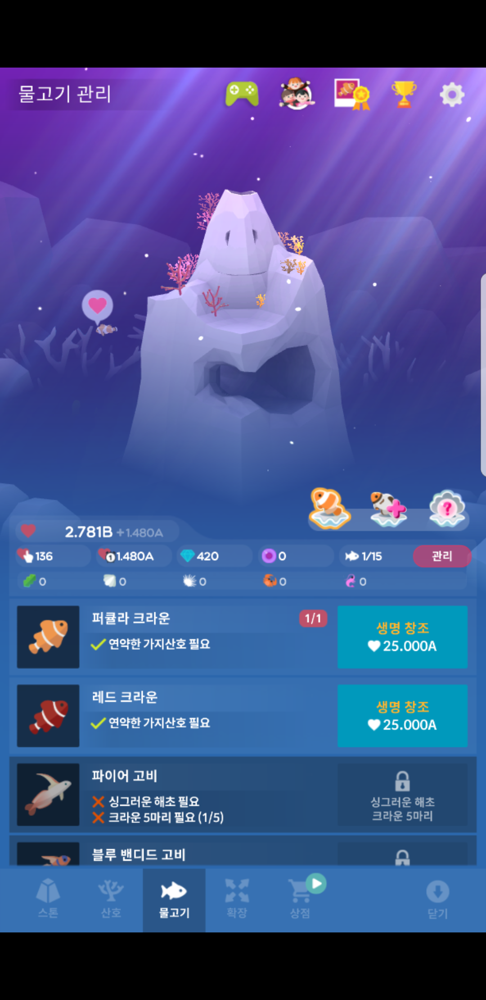 물고기 관리
2.781B +1.480A
136 1 1.480A 420 0 1/15 관리
0 0 0 0 0
퍼큘라 크라운 1/1
연약한 가지산호 필요
생명 창조
25.000A
레드 크라운
연약한 가지산호 필요
생명 창조
25.000A
파이어 고비
싱그러운 해초 필요
크라운 5마리 필요 (1/5)
싱그러운 해초
크라운 5마리
블루 밴디드 고비
스톤 산호 물고기 확장 상점 닫기